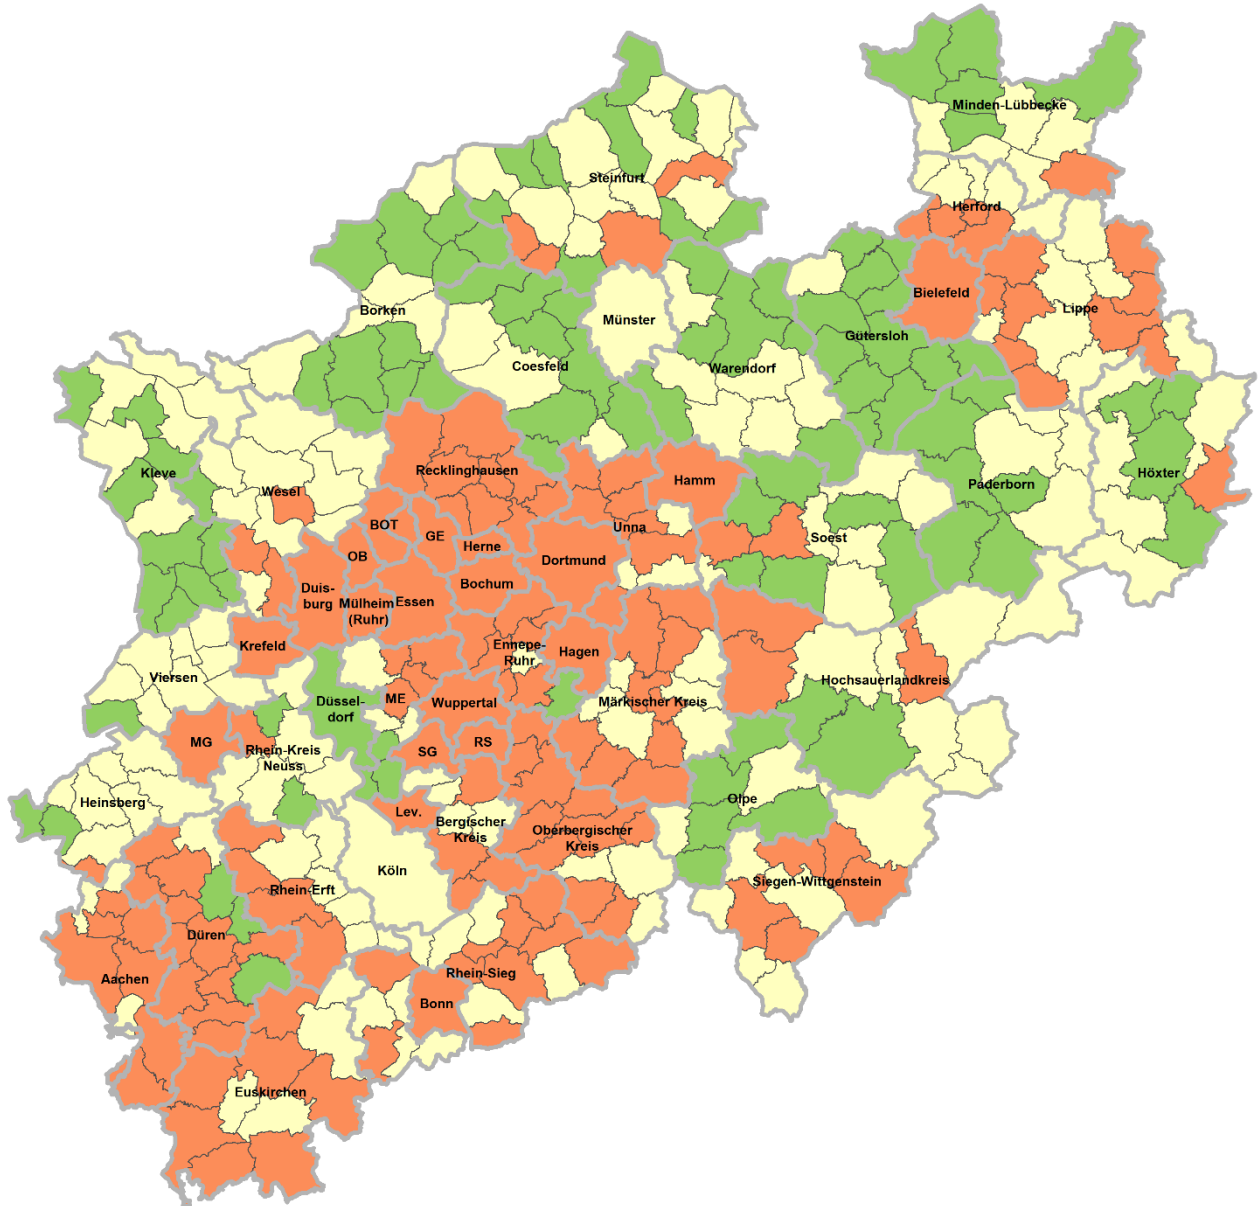 Minden-Lübbecke
Steinfurt
Herford
Bielefeld
Lippe
Borken
Münster
Gütersloh
Coesfeld
Warendorf
Kleve
Recklinghausen
Hamm
Höxter
Wesel
Paderborn
BOT
GE
Herne
Unna
Soest
OB
Dortmund
Duis-
burg
Mülheim
(Ruhr)
Essen
Bochum
Krefeld
Ennepe-
Ruhr
Hagen
Viersen
Hochsauerlandkreis
Düssel-
dorf
ME
Wuppertal
Märkischer Kreis
MG
Rhein-Kreis
Neuss
SG
RS
Heinsberg
Olpe
Lev.
Bergischer
Kreis
Oberbergischer
Kreis
Köln
Rhein-Erft
Siegen-Wittgenstein
Düren
Aachen
Rhein-Sieg
Bonn
Euskirchen